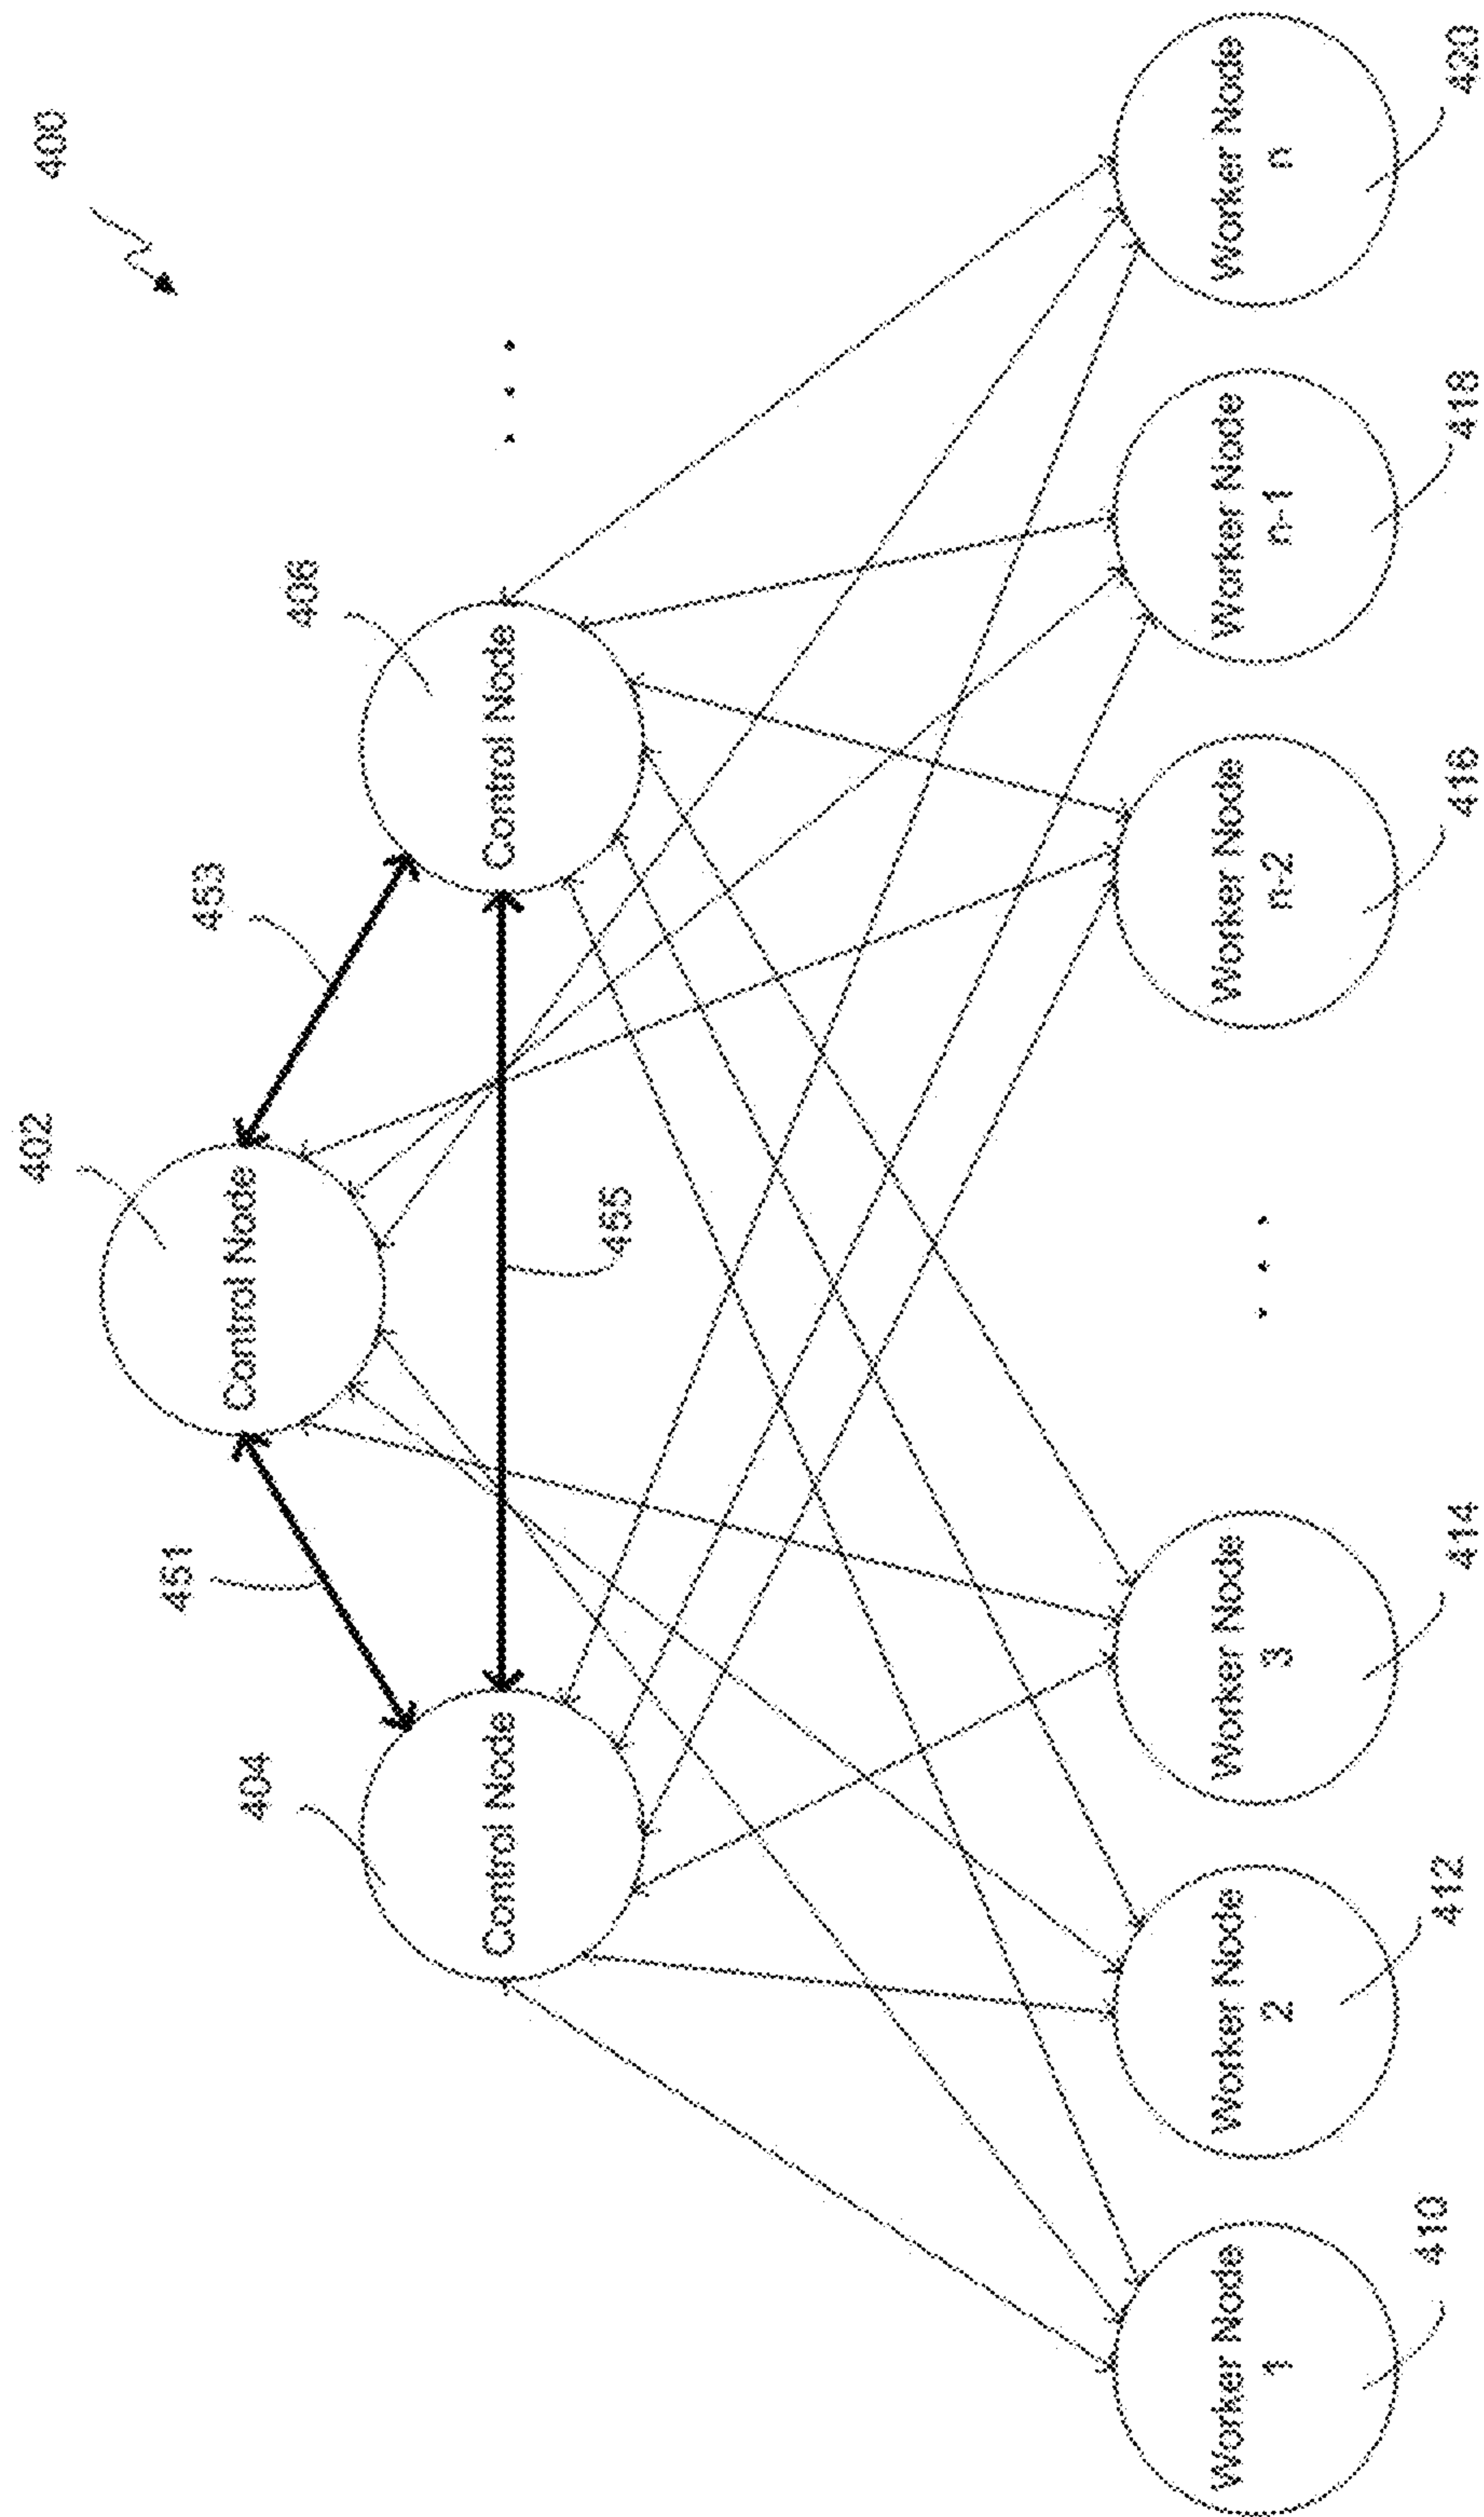 400
402
Control Node
451
453
404
Control Node
406
Control Node
...
455
Worker Node
1
410
Worker Node
2
412
Worker Node
3
414
...
Worker Node
n-2
416
Worker Node
n-1
418
Worker Node
n
420